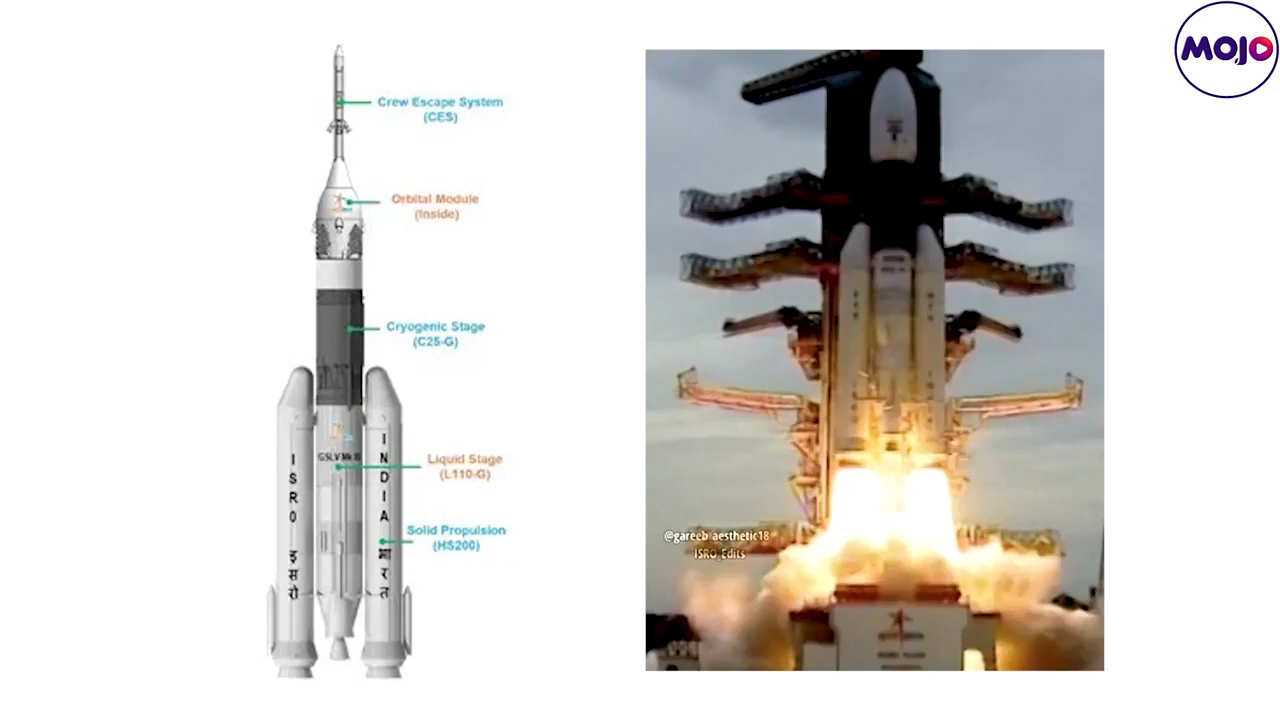 MOJO
Crew Escape System
(CES)
Orbital Module
(Inside)
Cryogenic Stage
(C25-G)
GSLV Mk III
Liquid Stage
(L110-G)
Solid Propulsion
(HS200)
ISRO इसरो
INDIA भारत
@gareeb_aesthetic18
ISRO_Edits